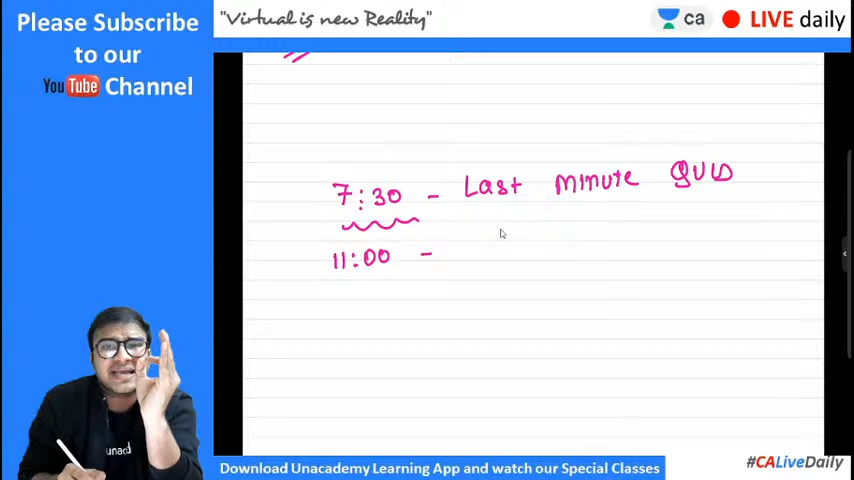 Please Subscribe
to our
YouTube Channel
"Virtual is new Reality"
ca
LIVE daily
7:30 - Last minute
11:00 -
unacad
Download Unacademy Learning App and watch our Special Classes
#CALiveDaily